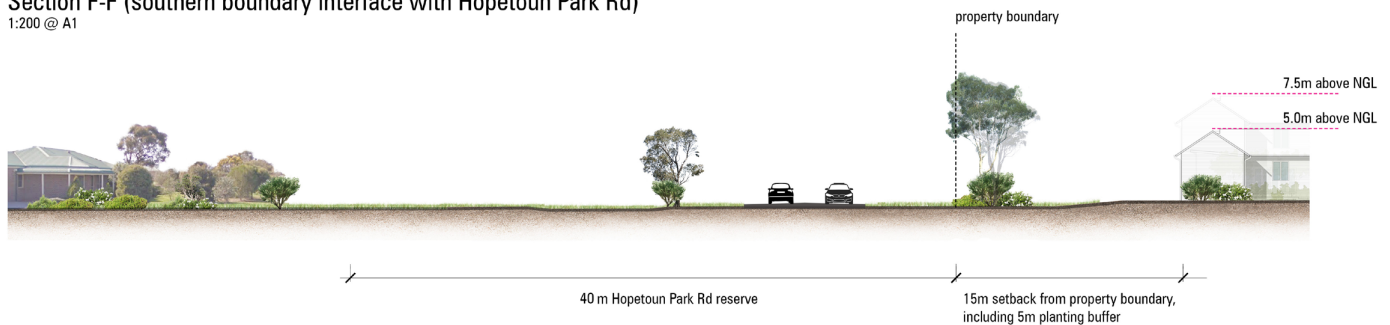 Section F-F (southern boundary interface with Hopetoun Park Rd)
1:200 @ A1
property boundary
7.5m above NGL
5.0m above NGL
40 m Hopetoun Park Rd reserve
15m setback from property boundary,
including 5m planting buffer